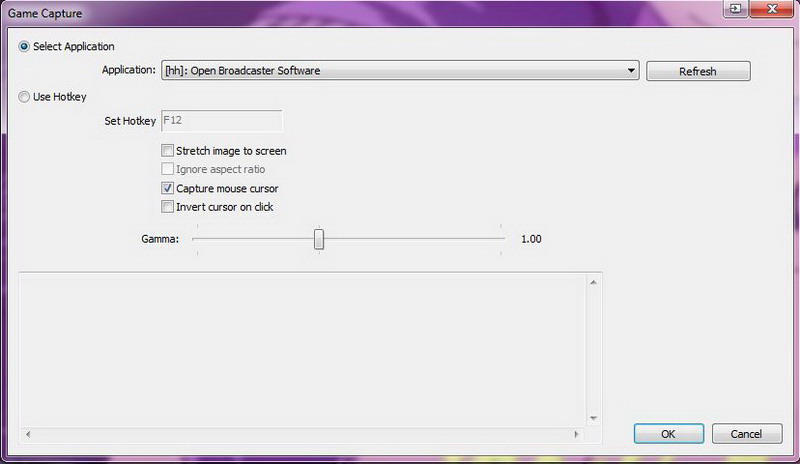 Game Capture
Select Application
Application: [hh]: Open Broadcaster Software Refresh
Use Hotkey
Set Hotkey F12
Stretch image to screen
Ignore aspect ratio
Capture mouse cursor
Invert cursor on click
Gamma: 1.00
OK Cancel